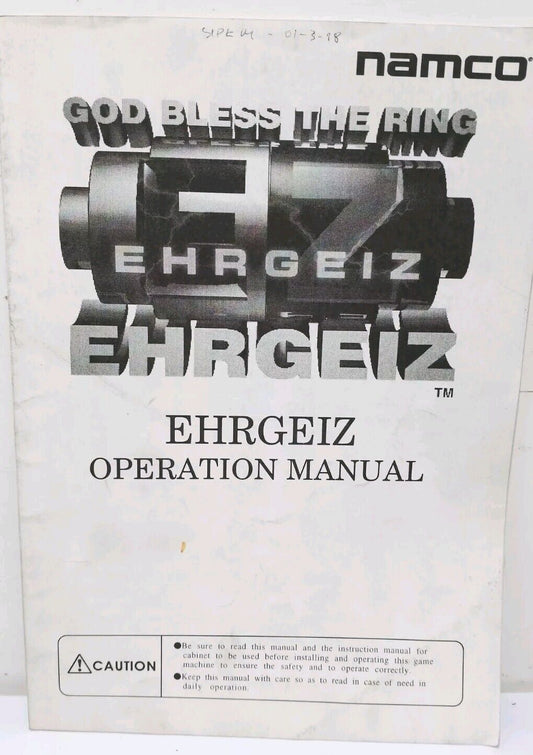 01-3-98
namco
GOD BLESS THE RING
EZ
EHRGEIZ
EHRGEIZ
TM
EHRGEIZ
OPERATION MANUAL
CAUTION
●Be sure to read this manual and the instruction manual for
cabinet to be used before installing and operating this game
machine to ensure the safety and to operate correctly.
●Keep this manual with care so as to read in case of need in
daily operation.